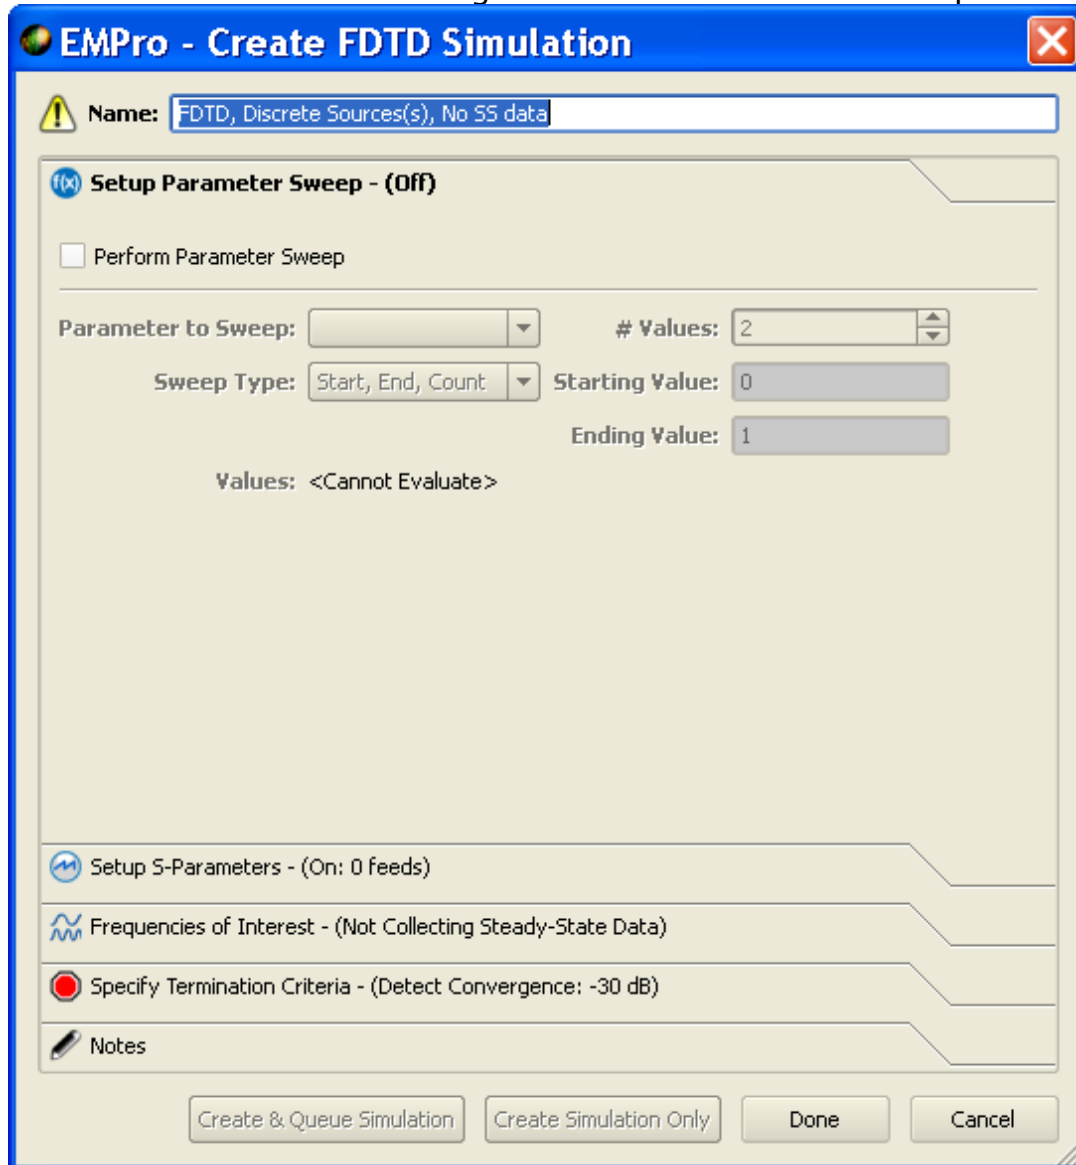 EMPro - Create FDTD Simulation
Name: FDTD, Discrete Sources(s), No SS data
f(x) Setup Parameter Sweep - (Off)
Perform Parameter Sweep
Parameter to Sweep: # Values: 2
Sweep Type: Start, End, Count Starting Value: 0
Ending Value: 1
Values: <Cannot Evaluate>
Setup S-Parameters - (On: 0 feeds)
Frequencies of Interest - (Not Collecting Steady-State Data)
Specify Termination Criteria - (Detect Convergence: -30 dB)
Notes
Create & Queue Simulation Create Simulation Only Done Cancel